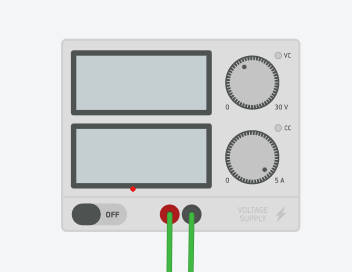 VC
0 30 V
CC
0 5 A
OFF
VOLTAGE
SUPPLY